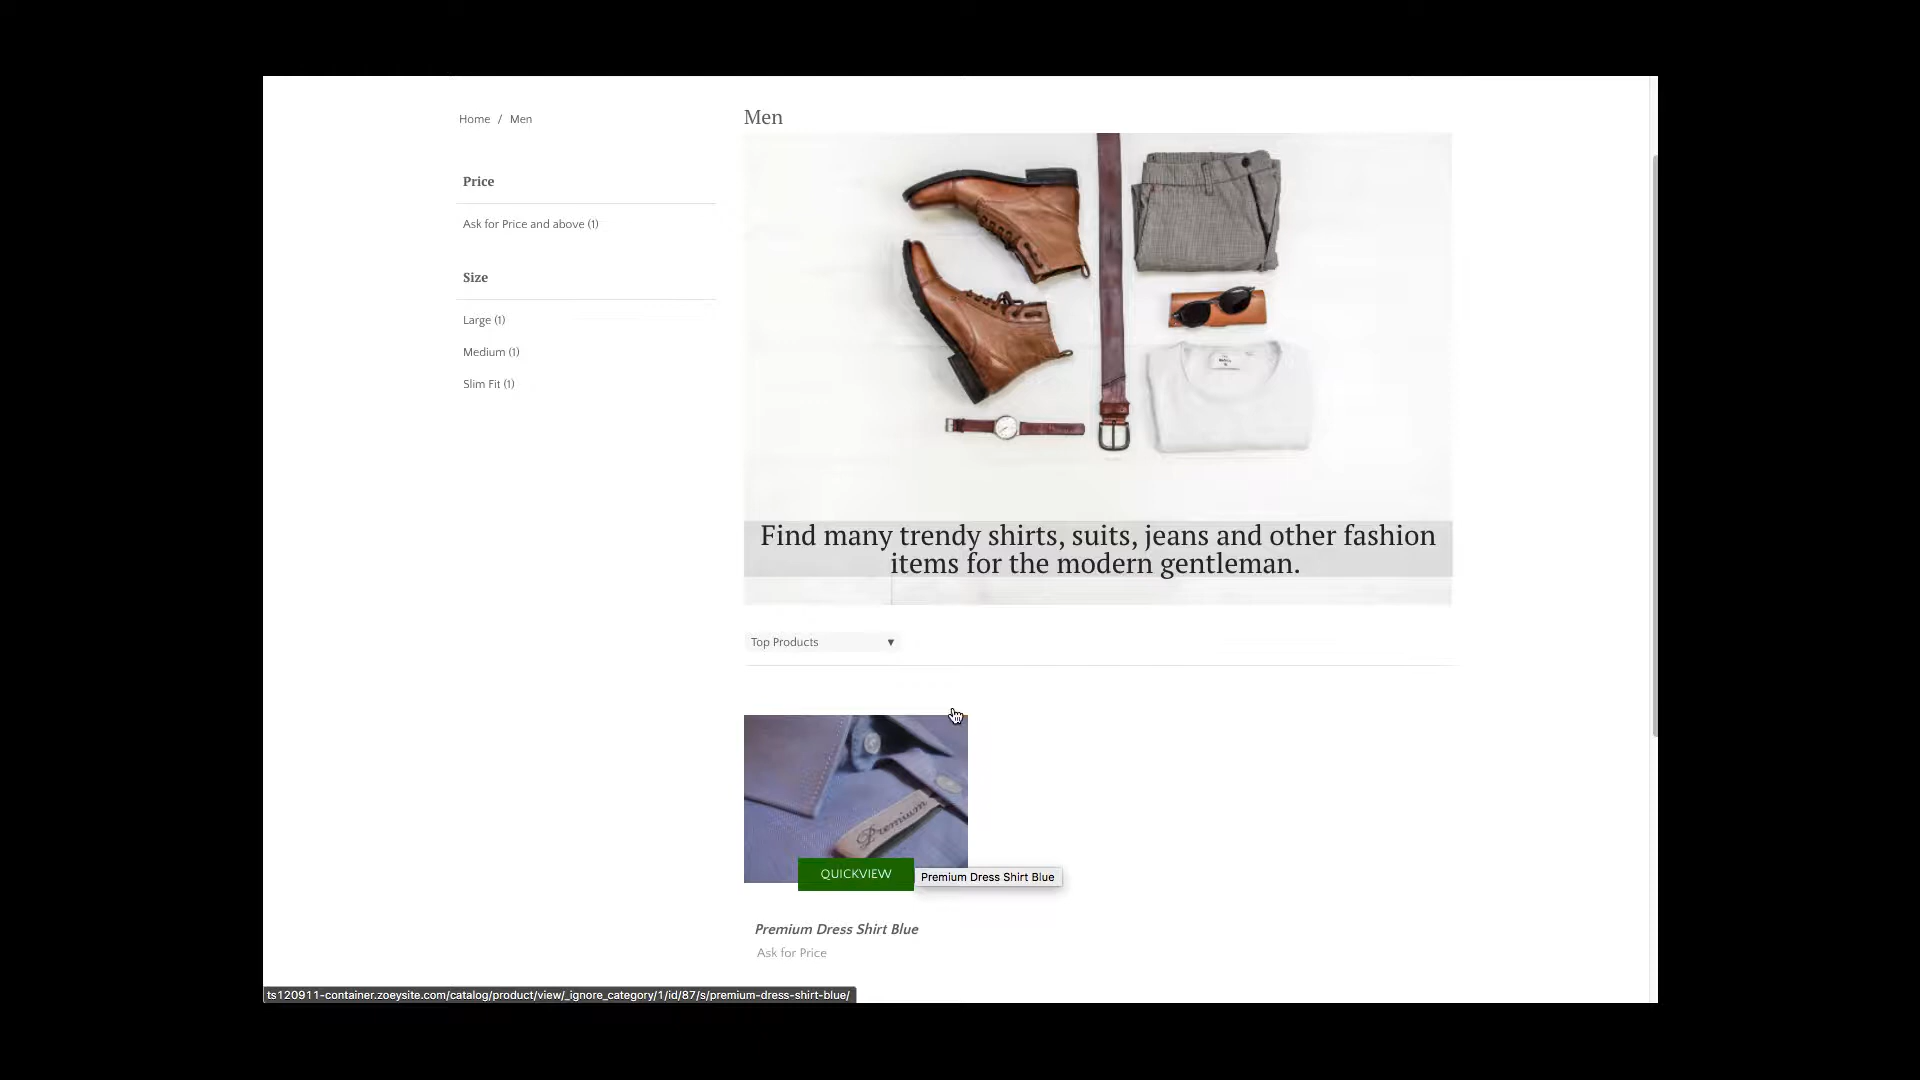 Home / Men
Men
Price
Ask for Price and above (1)
Size
Large (1)
Medium (1)
Slim Fit (1)
Find many trendy shirts, suits, jeans and other fashion
items for the modern gentleman.
Top Products ▼
Premium
QUICKVIEW
Premium Dress Shirt Blue
Premium Dress Shirt Blue
Ask for Price
ts120911-container.zoeysite.com/catalog/product/view/_ignore_category/1/id/87/s/premium-dress-shirt-blue/